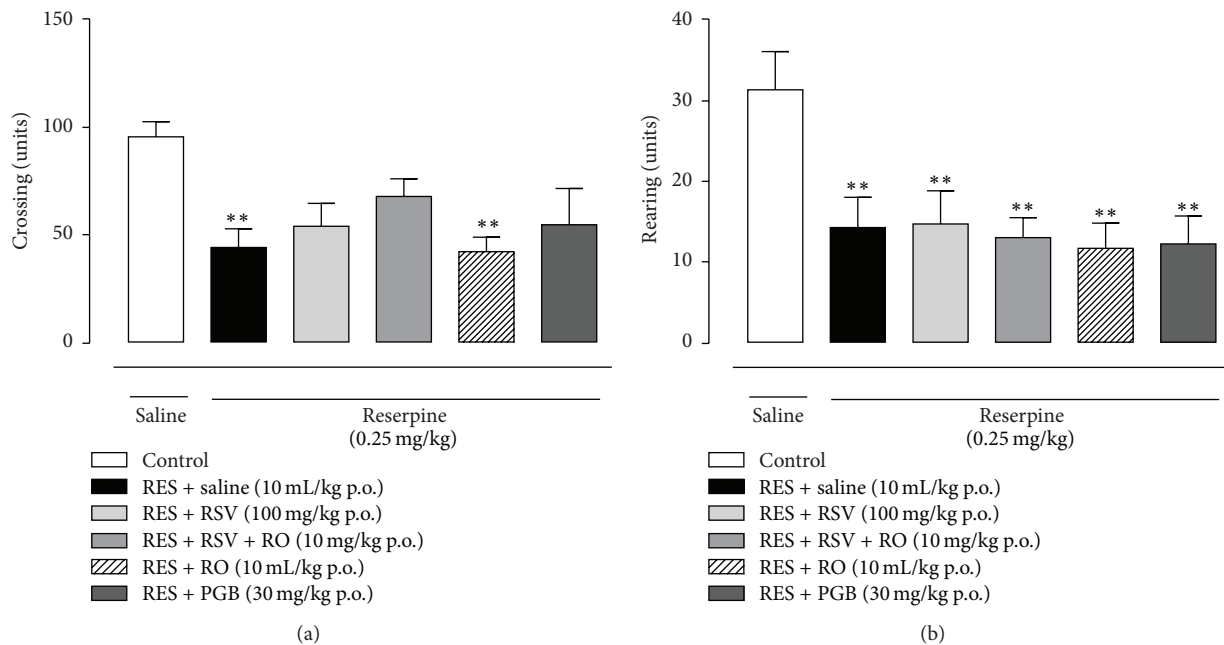 150
100
50
0
Crossing (units)
**
**
Saline
Reserpine
(0.25 mg/kg)
Control
RES + saline (10 mL/kg p.o.)
RES + RSV (100 mg/kg p.o.)
RES + RSV + RO (10 mg/kg p.o.)
RES + RO (10 mL/kg p.o.)
RES + PGB (30 mg/kg p.o.)
(a)
40
30
20
10
0
Rearing (units)
**
**
**
**
**
Saline
Reserpine
(0.25 mg/kg)
Control
RES + saline (10 mL/kg p.o.)
RES + RSV (100 mg/kg p.o.)
RES + RSV + RO (10 mg/kg p.o.)
RES + RO (10 mL/kg p.o.)
RES + PGB (30 mg/kg p.o.)
(b)